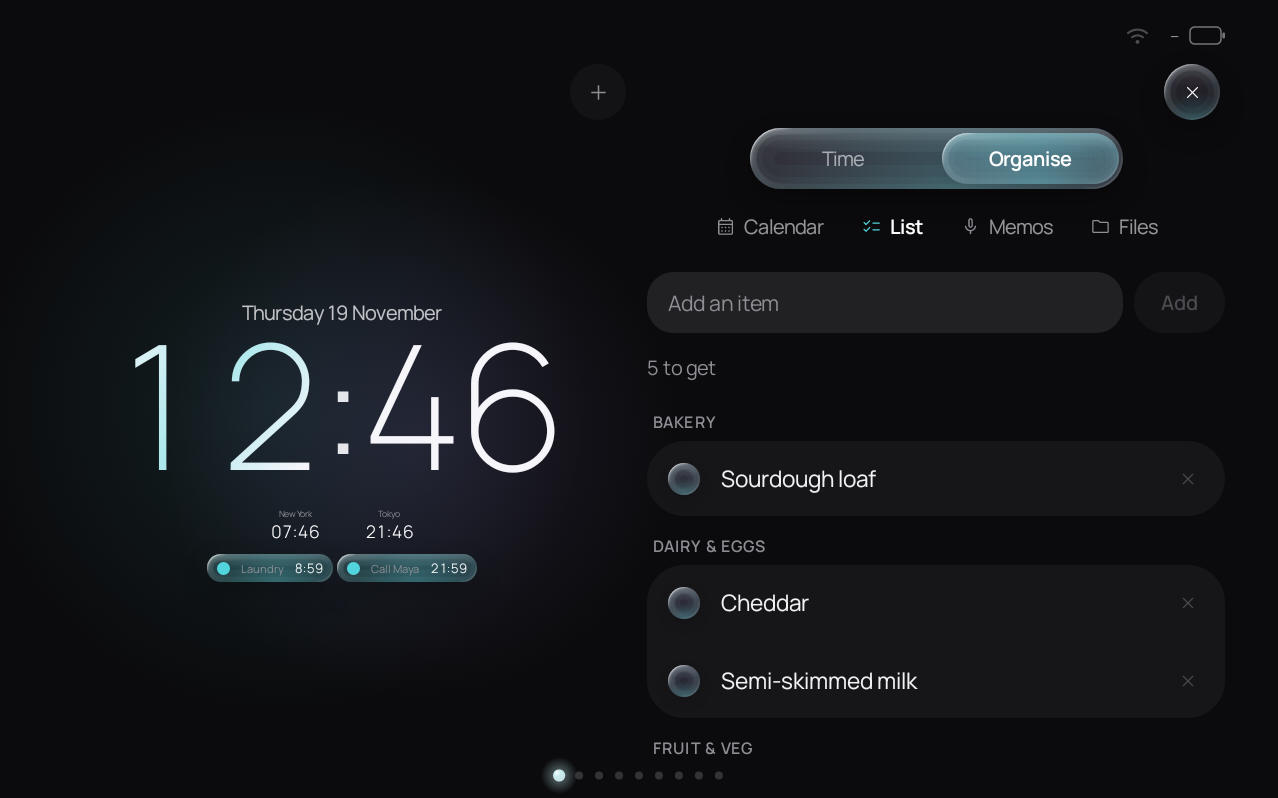 –
Time
Organise
Calendar
List
Memos
Files
Add an item
Add
5 to get
Thursday 19 November
12:46
New York
07:46
Tokyo
21:46
Laundry 8:59
Call Maya 21:59
BAKERY
Sourdough loaf
DAIRY & EGGS
Cheddar
Semi-skimmed milk
FRUIT & VEG